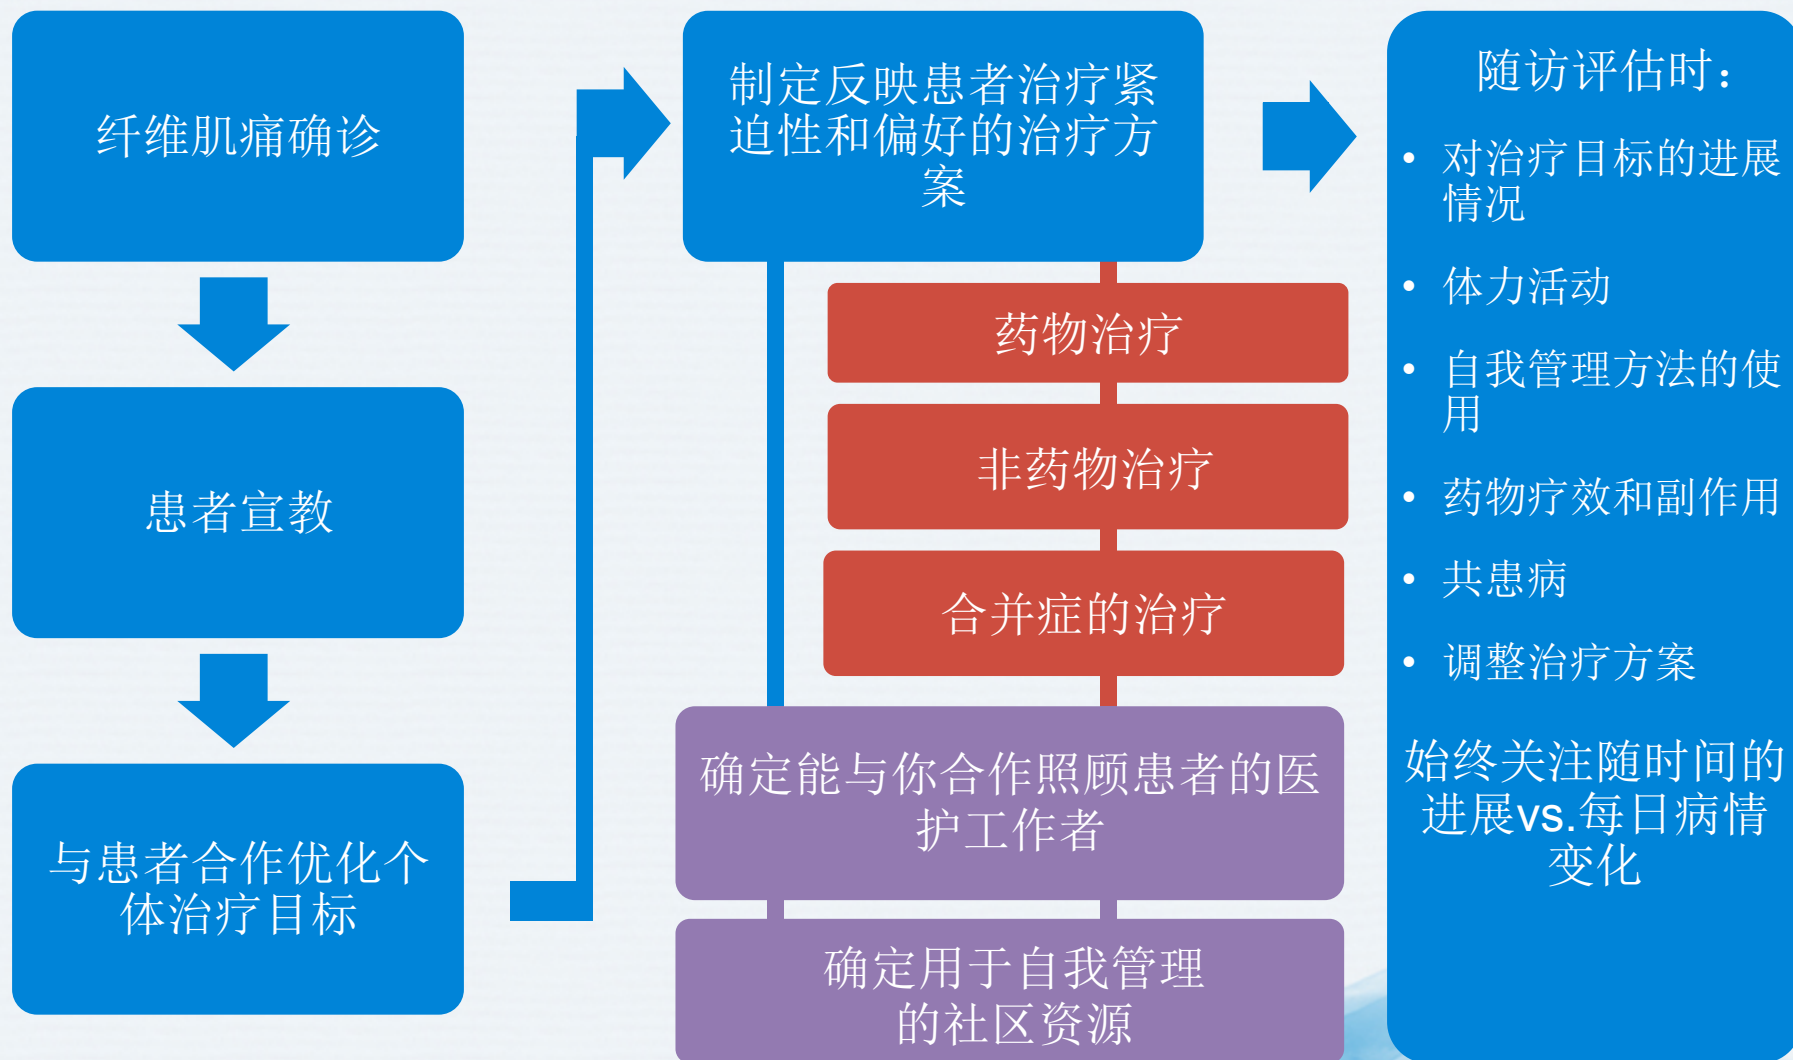 纤维肌痛确诊
患者宣教
与患者合作优化个
体治疗目标
制定反映患者治疗紧
迫性和偏好的治疗方
案
药物治疗
非药物治疗
合并症的治疗
确定能与你合作照顾患者的医
护工作者
确定用于自我管理
的社区资源
随访评估时：
• 对治疗目标的进展
情况
• 体力活动
• 自我管理方法的使
用
• 药物疗效和副作用
• 共患病
• 调整治疗方案
始终关注随时间的
进展vs.每日病情
变化